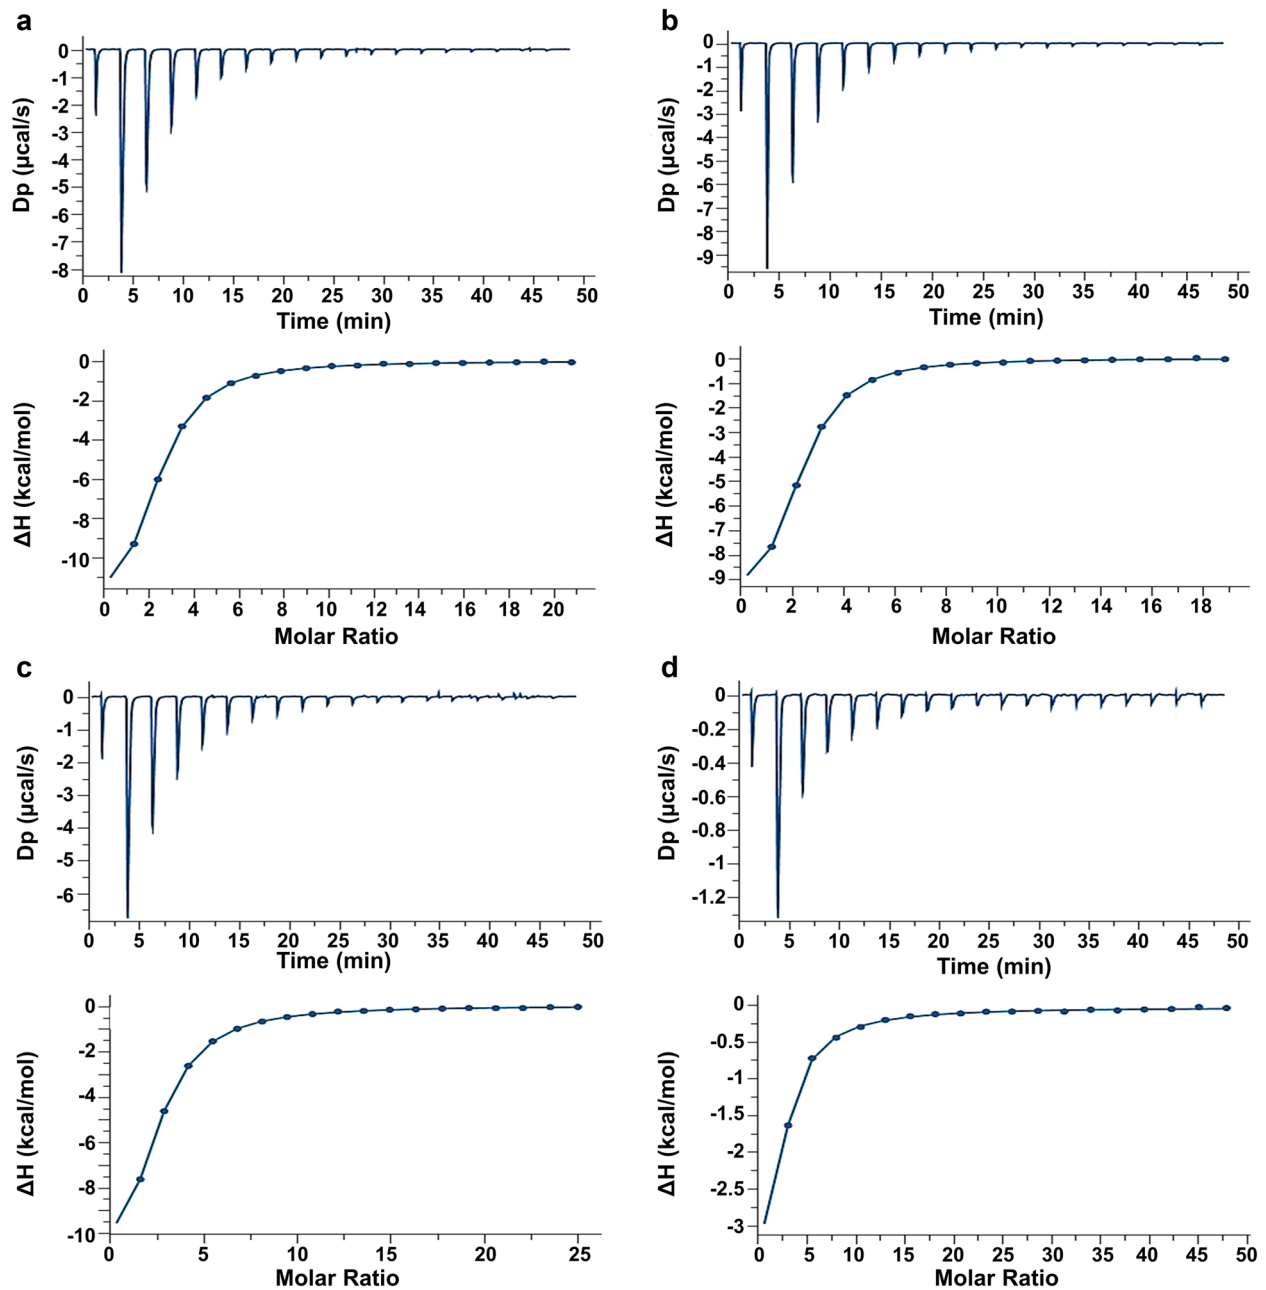 a
0
-1
-2
-3
-4
-5
-6
-7
-8
Dp (µcal/s)
0 5 10 15 20 25 30 35 40 45 50
Time (min)
0
-2
-4
-6
-8
-10
ΔH (kcal/mol)
0 2 4 6 8 10 12 14 16 18 20
Molar Ratio
b
0
-1
-2
-3
-4
-5
-6
-7
-8
-9
Dp (µcal/s)
0 5 10 15 20 25 30 35 40 45 50
Time (min)
0
-1
-2
-3
-4
-5
-6
-7
-8
-9
ΔH (kcal/mol)
0 2 4 6 8 10 12 14 16 18
Molar Ratio
c
0
-1
-2
-3
-4
-5
-6
Dp (µcal/s)
0 5 10 15 20 25 30 35 40 45 50
Time (min)
0
-2
-4
-6
-8
-10
ΔH (kcal/mol)
0 5 10 15 20 25
Molar Ratio
d
0
-0.2
-0.4
-0.6
-0.8
-1
-1.2
Dp (µcal/s)
0 5 10 15 20 25 30 35 40 45 50
Time (min)
0
-0.5
-1
-1.5
-2
-2.5
-3
ΔH (kcal/mol)
0 5 10 15 20 25 30 35 40 45 50
Molar Ratio